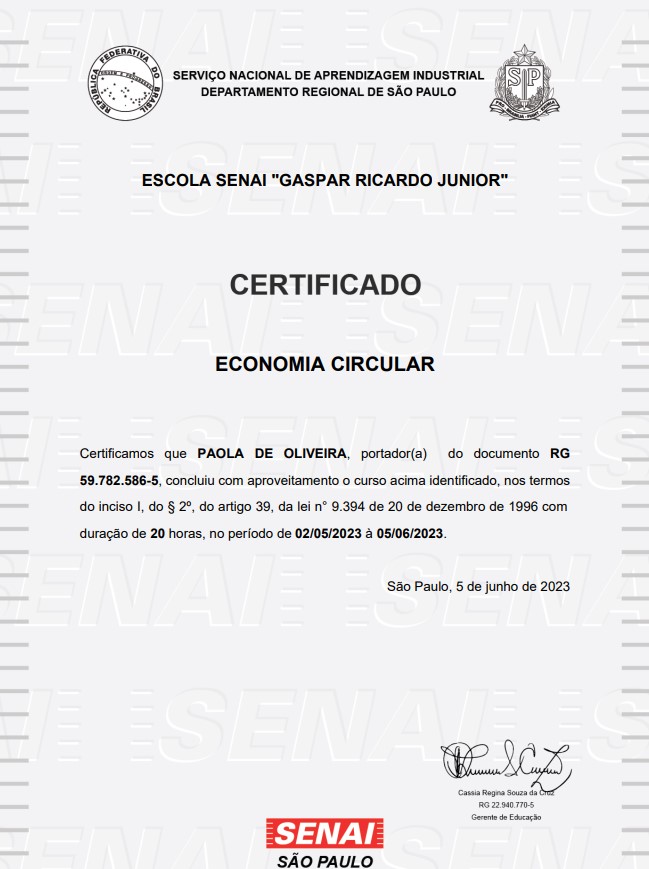 REPÚBLICA FEDERATIVA DO BRASIL
ORDEM E PROGRESSO
SERVIÇO NACIONAL DE APRENDIZAGEM INDUSTRIAL
DEPARTAMENTO REGIONAL DE SÃO PAULO
SP
ESCOLA SENAI "GASPAR RICARDO JUNIOR"
CERTIFICADO
ECONOMIA CIRCULAR
Certificamos que PAOLA DE OLIVEIRA, portador(a) do documento RG
59.782.586-5, concluiu com aproveitamento o curso acima identificado, nos termos
do inciso I, do § 2º, do artigo 39, da lei n° 9.394 de 20 de dezembro de 1996 com
duração de 20 horas, no período de 02/05/2023 à 05/06/2023.
São Paulo, 5 de junho de 2023
Cassia Regina Souza da Cruz
RG 22.940.770-5
Gerente de Educação
SENAI
SÃO PAULO